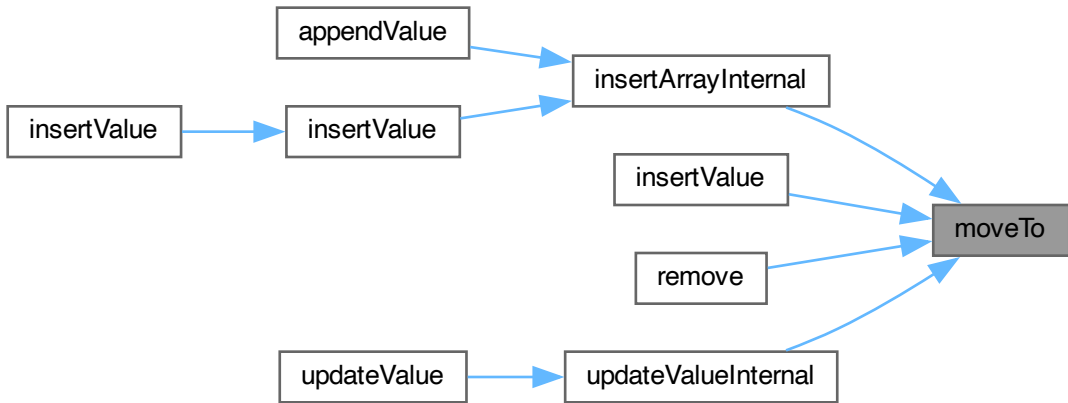 appendValue
insertArrayInternal
insertValue
insertValue
insertValue
moveTo
remove
updateValue
updateValueInternal